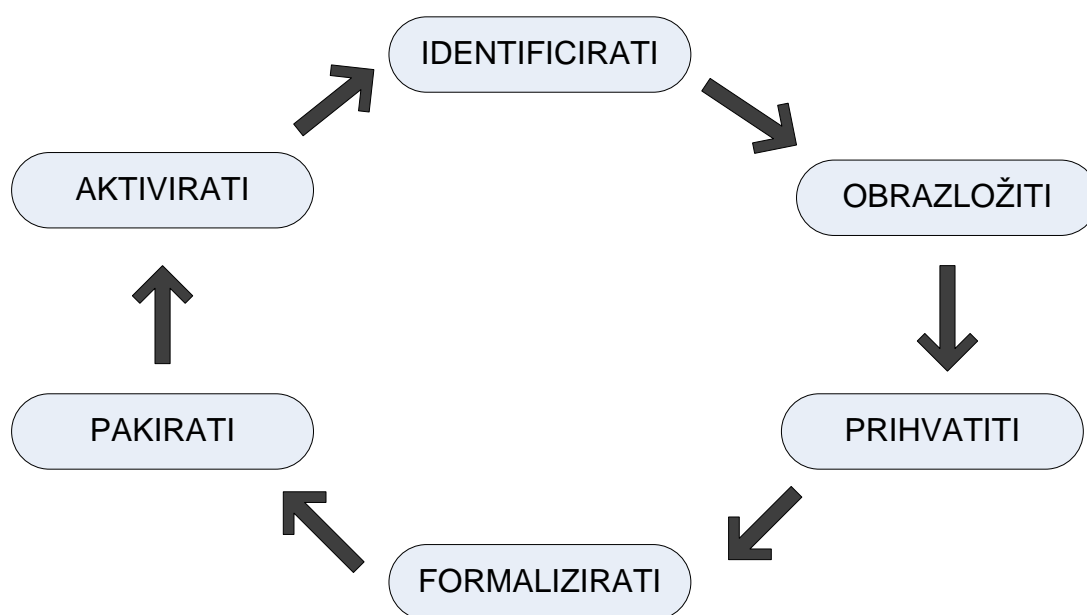 IDENTIFICIRATI
OBRAZLOŽITI
PRIHVATITI
FORMALIZIRATI
PAKIRATI
AKTIVIRATI